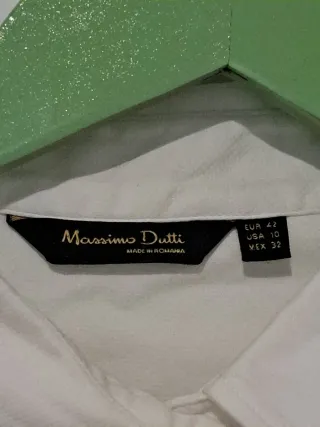 Massimo Dutti
MADE IN ROMANIA
EUR 42
USA 10
MEX 32